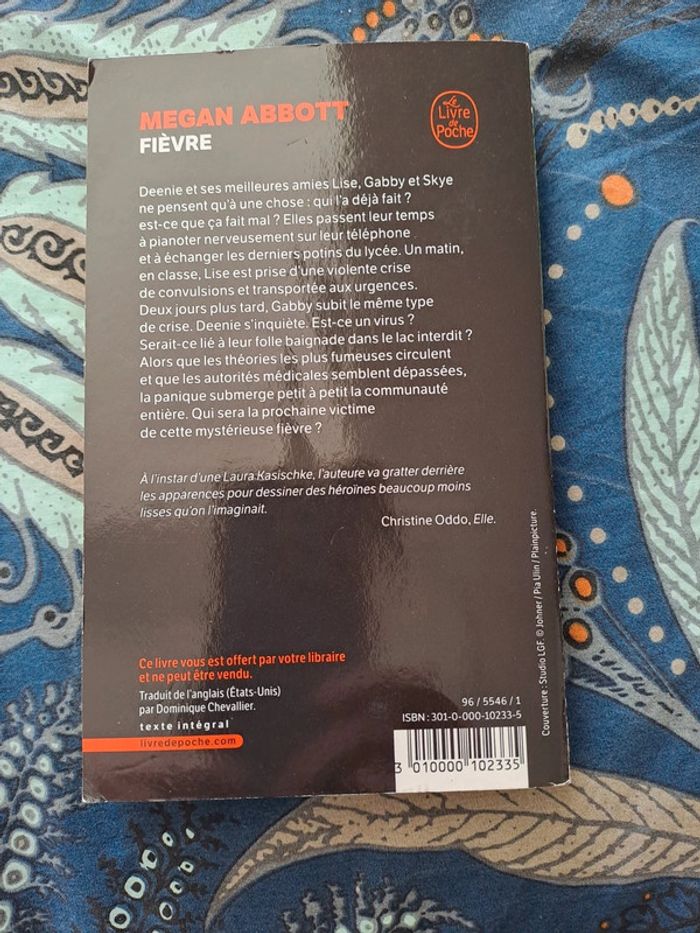 MEGAN ABBOTT
FIÈVRE
Le
Livre
de
Poche
Deenie et ses meilleures amies Lise, Gabby et Skye
ne pensent qu'à une chose : qui l'a déjà fait ?
est-ce que ça fait mal ? Elles passent leur temps
à pianoter nerveusement sur leur téléphone
et à échanger les derniers potins du lycée. Un matin,
en classe, Lise est prise d'une violente crise
de convulsions et transportée aux urgences.
Deux jours plus tard, Gabby subit le même type
de crise. Deenie s'inquiète. Est-ce un virus ?
Serait-ce lié à leur folle baignade dans le lac interdit ?
Alors que les théories les plus fumeuses circulent
et que les autorités médicales semblent dépassées,
la panique submerge petit à petit la communauté
entière. Qui sera la prochaine victime
de cette mystérieuse fièvre ?
À l'instar d'une Laura Kasischke, l'auteure va gratter derrière
les apparences pour dessiner des héroïnes beaucoup moins
lisses qu'on l'imaginait.
Christine Oddo, Elle.
Ce livre vous est offert par votre libraire
et ne peut être vendu.
Traduit de l'anglais (États-Unis)
par Dominique Chevallier.
texte intégral
livredepoche.com
96 / 5546 / 1
ISBN : 301-0-000-10233-5
3 010000 102335
Couverture : Studio LGF. © Johner / Pia Ulin / Plainpicture.